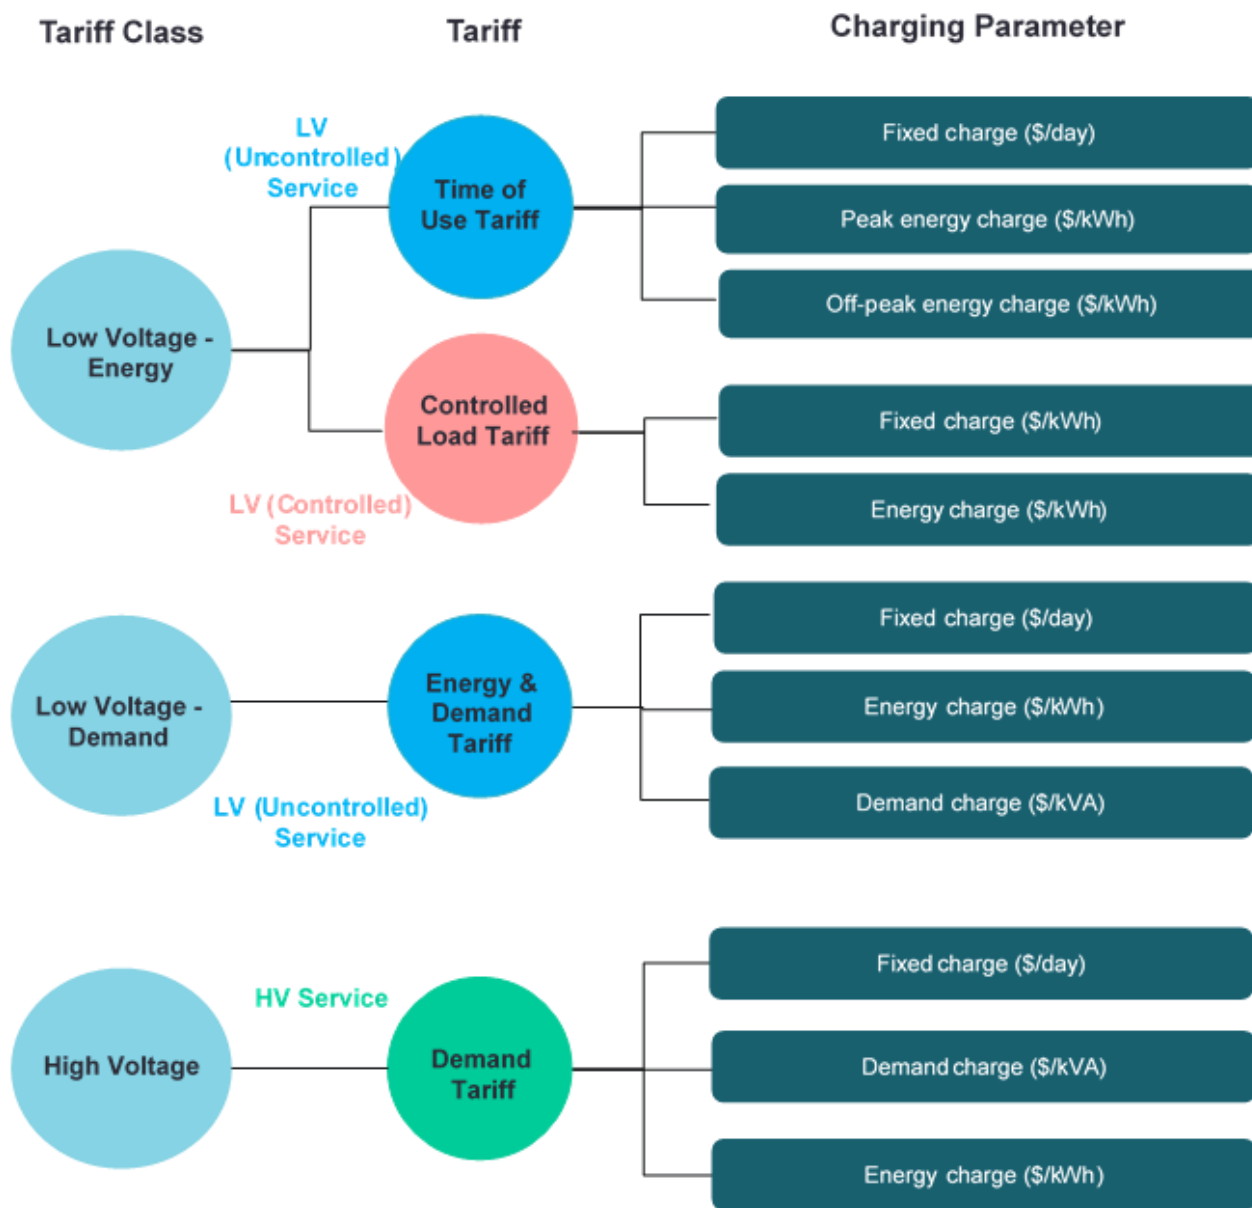 Tariff Class
Tariff
Charging Parameter
LV
(Uncontrolled)
Service
Time of
Use Tariff
Fixed charge ($/day)
Peak energy charge ($/kWh)
Off-peak energy charge ($/kWh)
Low Voltage -
Energy
Controlled
Load Tariff
LV (Controlled)
Service
Fixed charge ($/kWh)
Energy charge ($/kWh)
Low Voltage -
Demand
LV (Uncontrolled)
Service
Energy &
Demand
Tariff
Fixed charge ($/day)
Energy charge ($/kWh)
Demand charge ($/kVA)
High Voltage
HV Service
Demand
Tariff
Fixed charge ($/day)
Demand charge ($/kVA)
Energy charge ($/kWh)